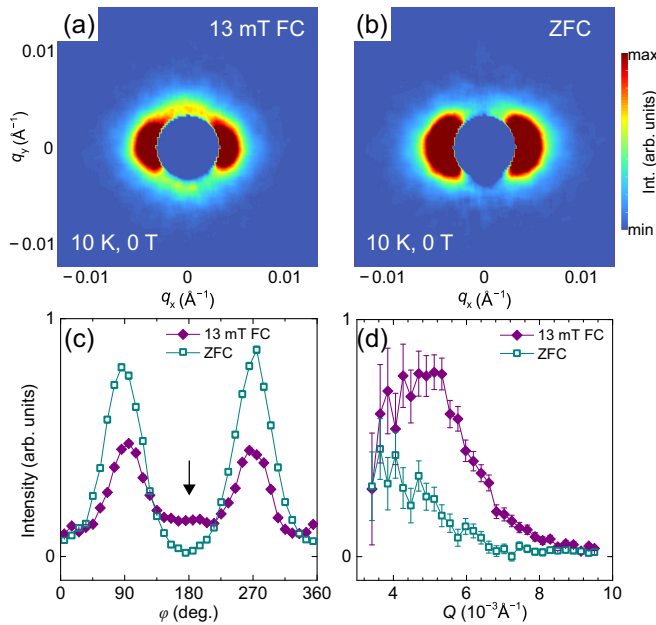 (a)
13 mT FC
0.01
0
−0.01
q_y (Å⁻¹)
10 K, 0 T
−0.01
0
0.01
q_x (Å⁻¹)
(b)
ZFC
10 K, 0 T
−0.01
0
0.01
q_x (Å⁻¹)
max
min
Int. (arb. units)
(c)
13 mT FC
ZFC
1
0
Intensity (arb. units)
0
90
180
270
360
φ (deg.)
(d)
13 mT FC
ZFC
1
0
4
6
8
10
Q (10⁻³Å⁻¹)